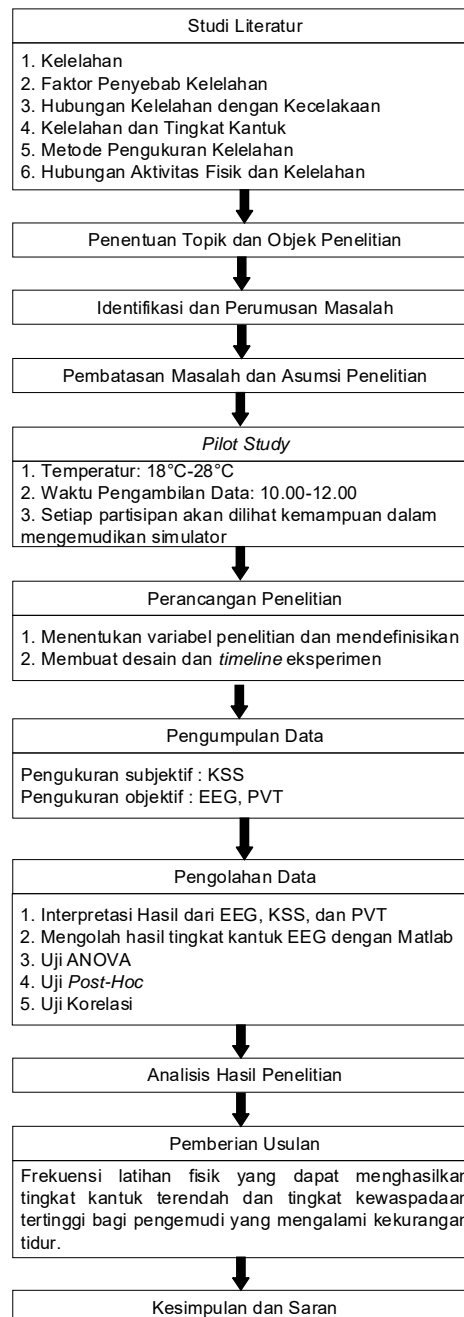 Studi Literatur
1. Kelelahan
2. Faktor Penyebab Kelelahan
3. Hubungan Kelelahan dengan Kecelakaan
4. Kelelahan dan Tingkat Kantuk
5. Metode Pengukuran Kelelahan
6. Hubungan Aktivitas Fisik dan Kelelahan
Penentuan Topik dan Objek Penelitian
Identifikasi dan Perumusan Masalah
Pembatasan Masalah dan Asumsi Penelitian
Pilot Study
1. Temperatur: 18°C-28°C
2. Waktu Pengambilan Data: 10.00-12.00
3. Setiap partisipan akan dilihat kemampuan dalam
mengemudikan simulator
Perancangan Penelitian
1. Menentukan variabel penelitian dan mendefinisikan
2. Membuat desain dan timeline eksperimen
Pengumpulan Data
Pengukuran subjektif : KSS
Pengukuran objektif : EEG, PVT
Pengolahan Data
1. Interpretasi Hasil dari EEG, KSS, dan PVT
2. Mengolah hasil tingkat kantuk EEG dengan Matlab
3. Uji ANOVA
4. Uji Post-Hoc
5. Uji Korelasi
Analisis Hasil Penelitian
Pemberian Usulan
Frekuensi latihan fisik yang dapat menghasilkan
tingkat kantuk terendah dan tingkat kewaspadaan
tertinggi bagi pengemudi yang mengalami kekurangan
tidur.
Kesimpulan dan Saran